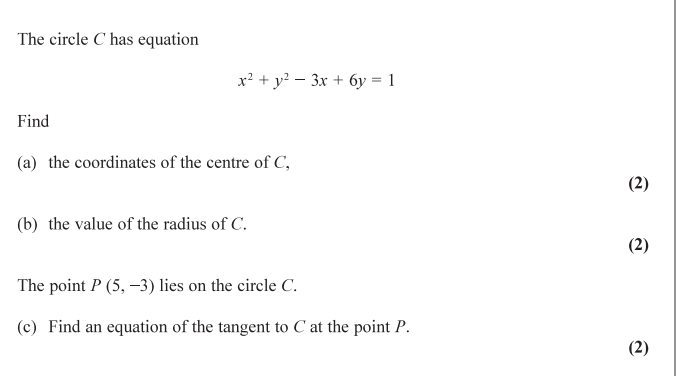 The circle C has equation
x² + y² − 3x + 6y = 1
Find
(a) the coordinates of the centre of C,
(2)
(b) the value of the radius of C.
(2)
The point P (5, −3) lies on the circle C.
(c) Find an equation of the tangent to C at the point P.
(2)